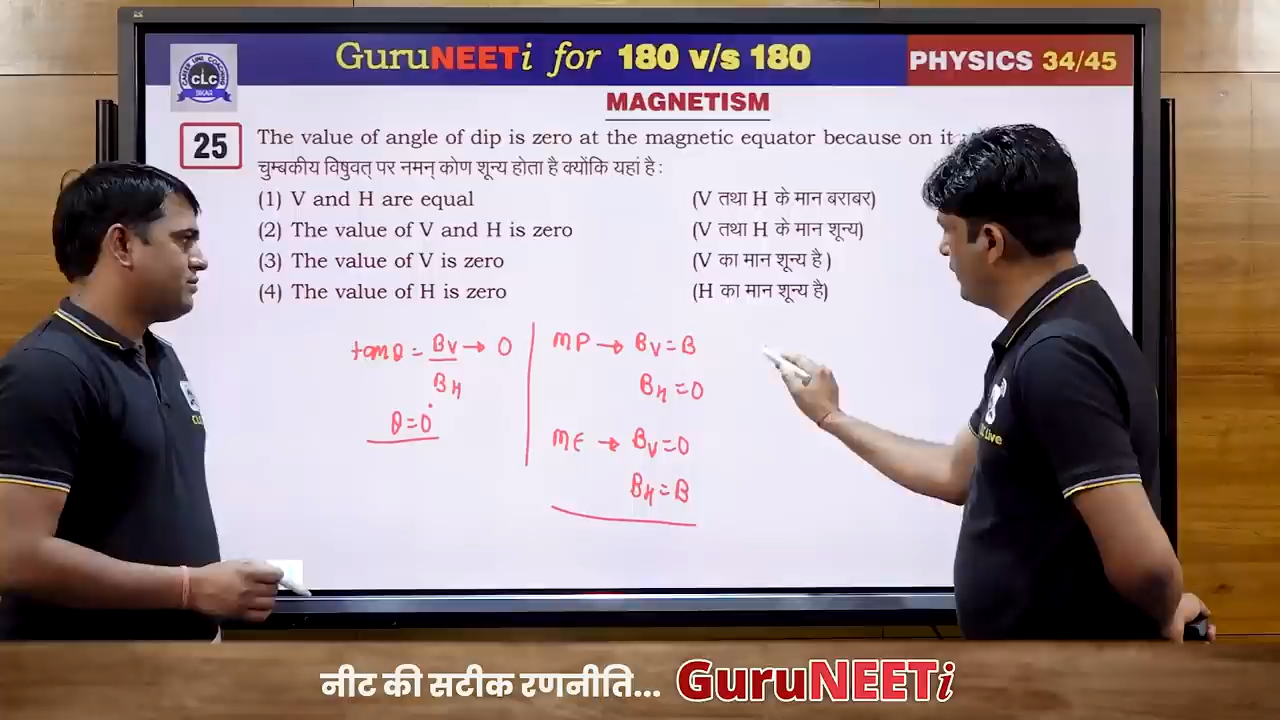 GuruNEETi for 180 v/s 180
PHYSICS 34/45
CLC
SIKAR
MAGNETISM
25
The value of angle of dip is zero at the magnetic equator because on it
चुम्बकीय विषुवत् पर नमन् कोण शून्य होता है क्योंकि यहां है :
(1) V and H are equal (V तथा H के मान बराबर)
(2) The value of V and H is zero (V तथा H के मान शून्य)
(3) The value of V is zero (V का मान शून्य है )
(4) The value of H is zero (H का मान शून्य है)
tanθ = BV/BH → 0
θ = 0°
MP → BV = B
BH = 0
ME → BV = 0
BH = B
Live
नीट की सटीक रणनीति... GuruNEETi